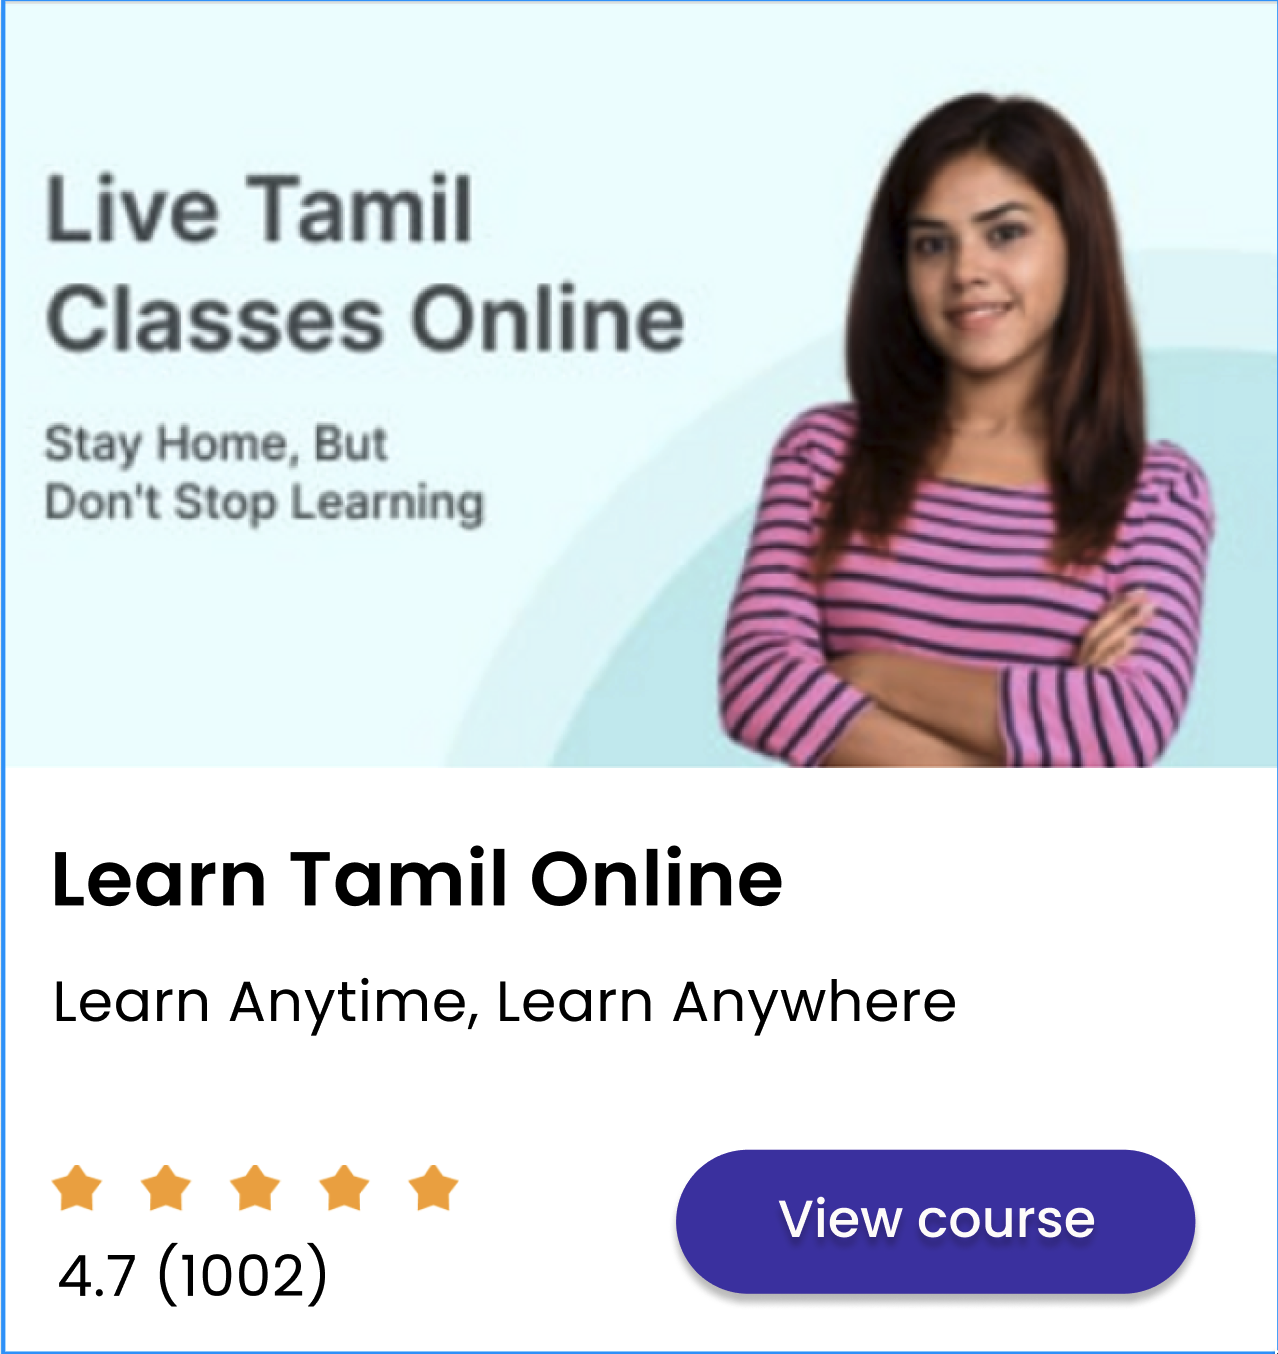 Live Tamil
Classes Online
Stay Home, But
Don't Stop Learning
Learn Tamil Online
Learn Anytime, Learn Anywhere
4.7 (1002)
View course